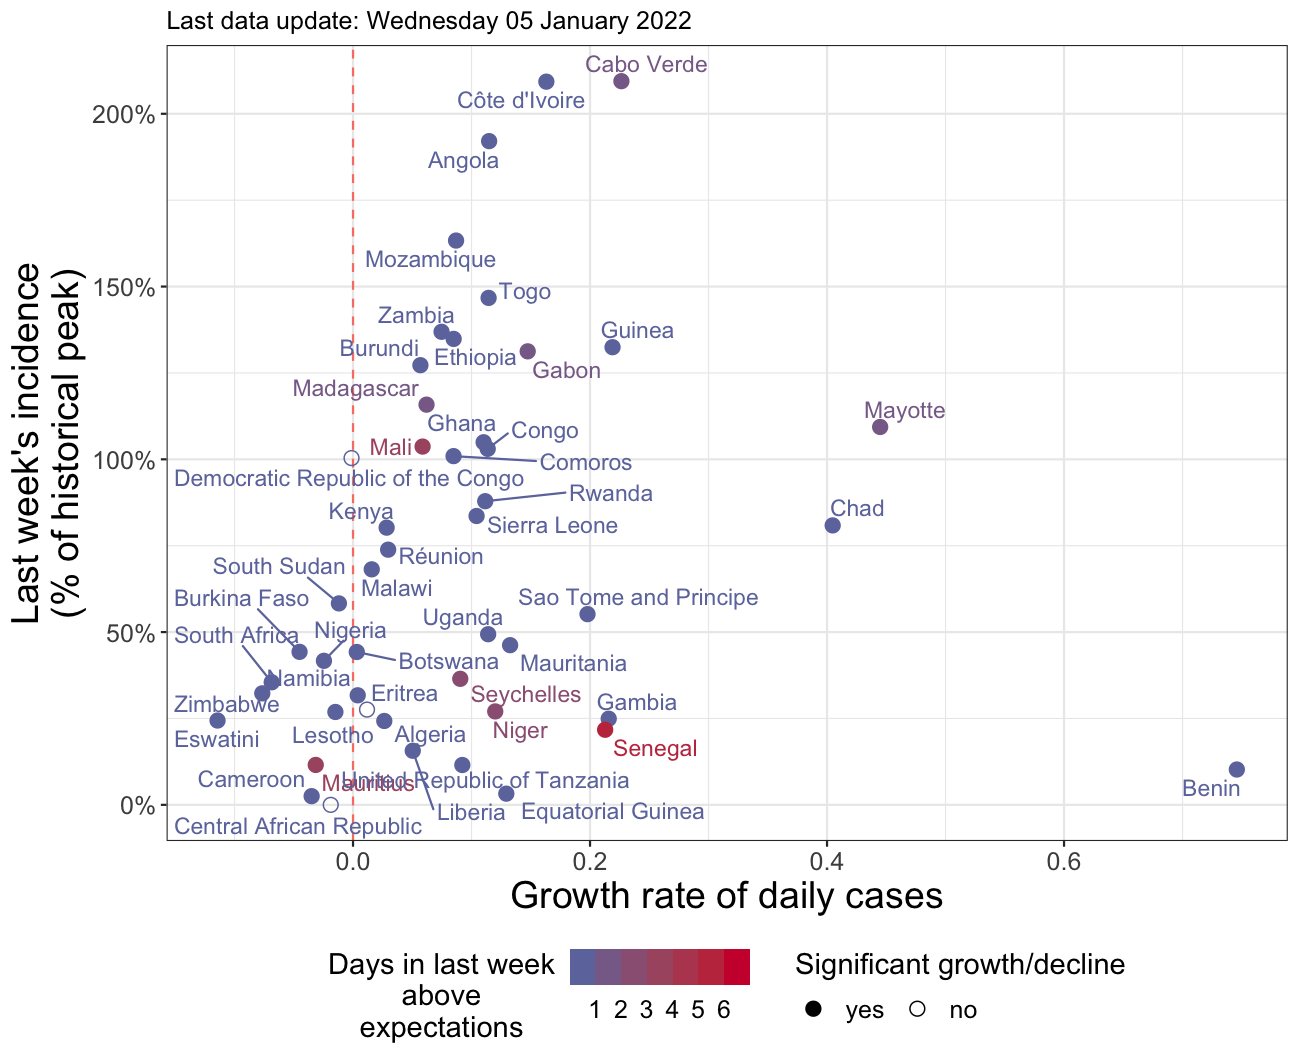 Last data update: Wednesday 05 January 2022
Cabo Verde
200%
Côte d'Ivoire
Angola
Mozambique
150%
Togo
Zambia
Guinea
Burundi
Ethiopia
Gabon
Madagascar
Mayotte
Ghana
Congo
Mali
100%
Comoros
Democratic Republic of the Congo
Rwanda
Kenya
Chad
Sierra Leone
Réunion
South Sudan
Malawi
Burkina Faso
Sao Tome and Principe
Uganda
50%
South Africa
Nigeria
Botswana
Mauritania
Namibia
Eritrea
Seychelles
Zimbabwe
Gambia
Niger
Eswatini
Lesotho
Algeria
Senegal
Cameroon
Mauritius
United Republic of Tanzania
Benin
0%
Liberia
Equatorial Guinea
Central African Republic
Last week's incidence
(% of historical peak)
0.0
0.2
0.4
0.6
Growth rate of daily cases
Days in last week
above
expectations
1 2 3 4 5 6
Significant growth/decline
yes
no